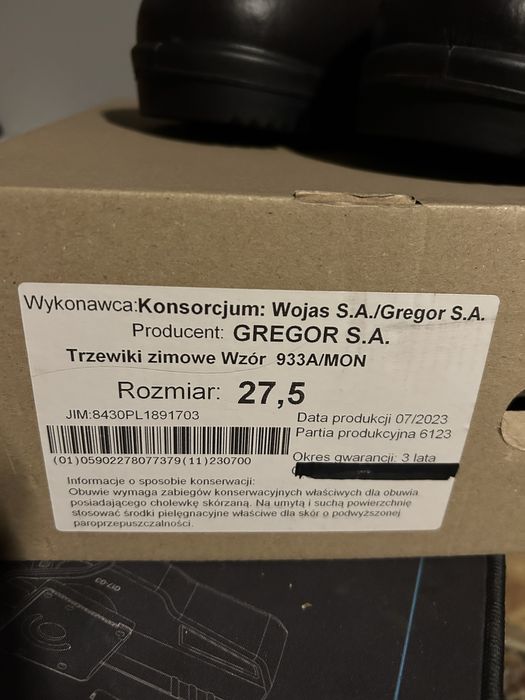 Wykonawca:Konsorcjum: Wojas S.A./Gregor S.A.
Producent: GREGOR S.A.
Trzewiki zimowe Wzór 933A/MON
Rozmiar: 27,5
JIM:8430PL1891703
Data produkcji 07/2023
Partia produkcyjna 6123
(01)05902278077379(11)230700
Okres gwarancji: 3 lata
Informacje o sposobie konserwacji:
Obuwie wymaga zabiegów konserwacyjnych właściwych dla obuwia
posiadającego cholewkę skórzaną. Na umytą i suchą powierzchnię
stosować środki pielęgnacyjne właściwe dla skór o podwyższonej
paroprzepuszczalności.